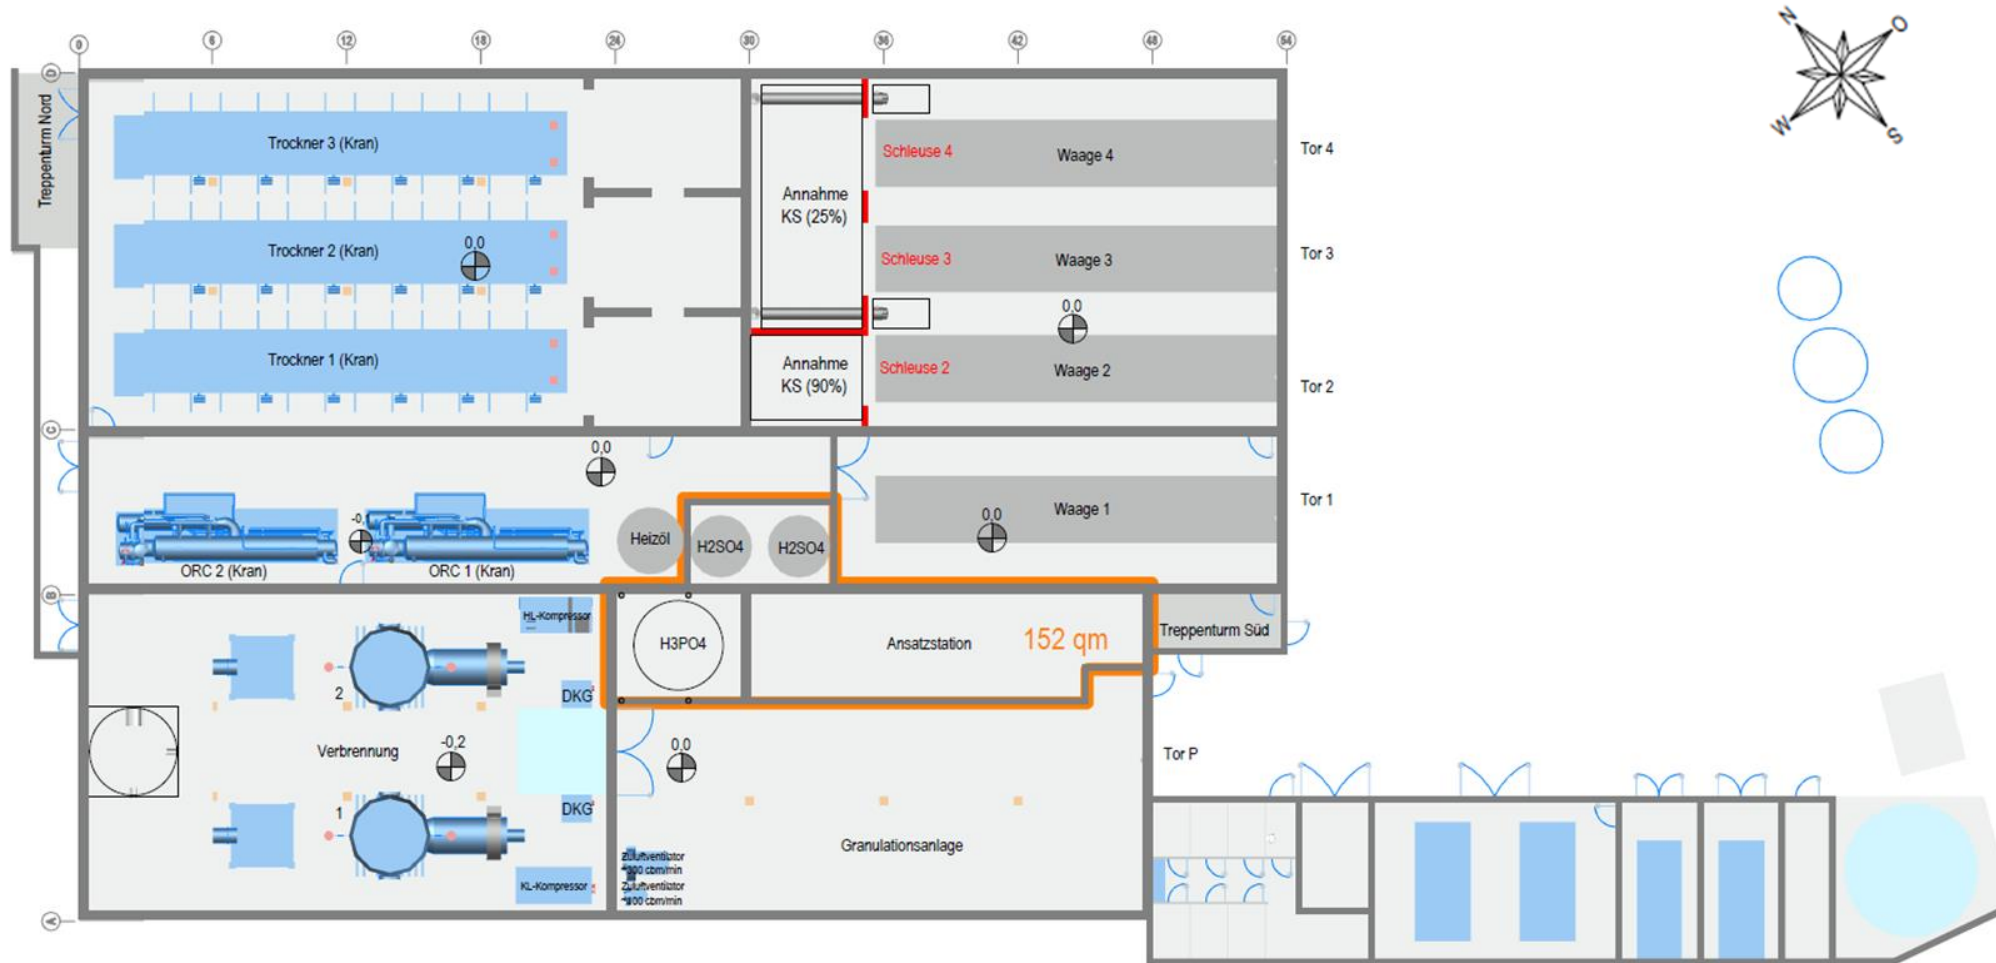 0 6 12 18 24 30 36 42 48 54
N
O
W
S
D
C
B
A
Treppenturm Nord
Trockner 3 (Kran)
Trockner 2 (Kran)
0,0
Trockner 1 (Kran)
Annahme
KS (25%)
Annahme
KS (90%)
Schleuse 4
Waage 4
Tor 4
Schleuse 3
Waage 3
Tor 3
0,0
Schleuse 2
Waage 2
Tor 2
0,0
Waage 1
Tor 1
0,0
-0,
ORC 2 (Kran)
ORC 1 (Kran)
Heizöl
H2SO4
H2SO4
HL-Kompressor
H3PO4
Ansatzstation
152 qm
Treppenturm Süd
2
DKG
Verbrennung
-0,2
0,0
Tor P
1
DKG
Granulationsanlage
KL-Kompressor
Zuluftventilator
Zuluftventilator